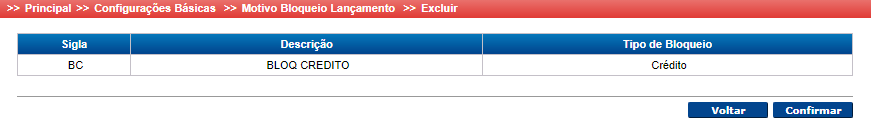 >> Principal >> Configurações Básicas >> Motivo Bloqueio Lançamento >> Excluir
Sigla Descrição Tipo de Bloqueio
BC BLOQ CREDITO Crédito
Voltar Confirmar